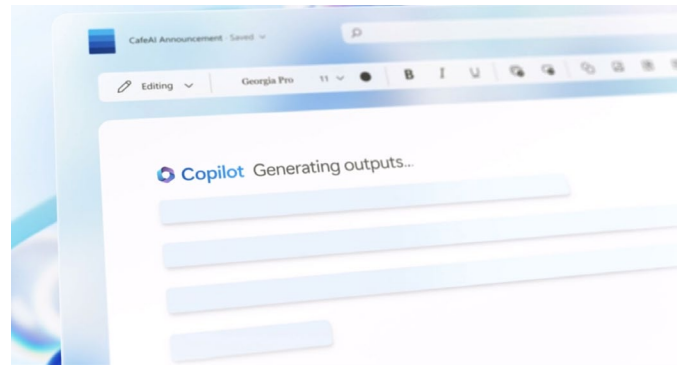 CafeAI Announcement · Saved
Editing Georgia Pro 11 B I U
Copilot Generating outputs...